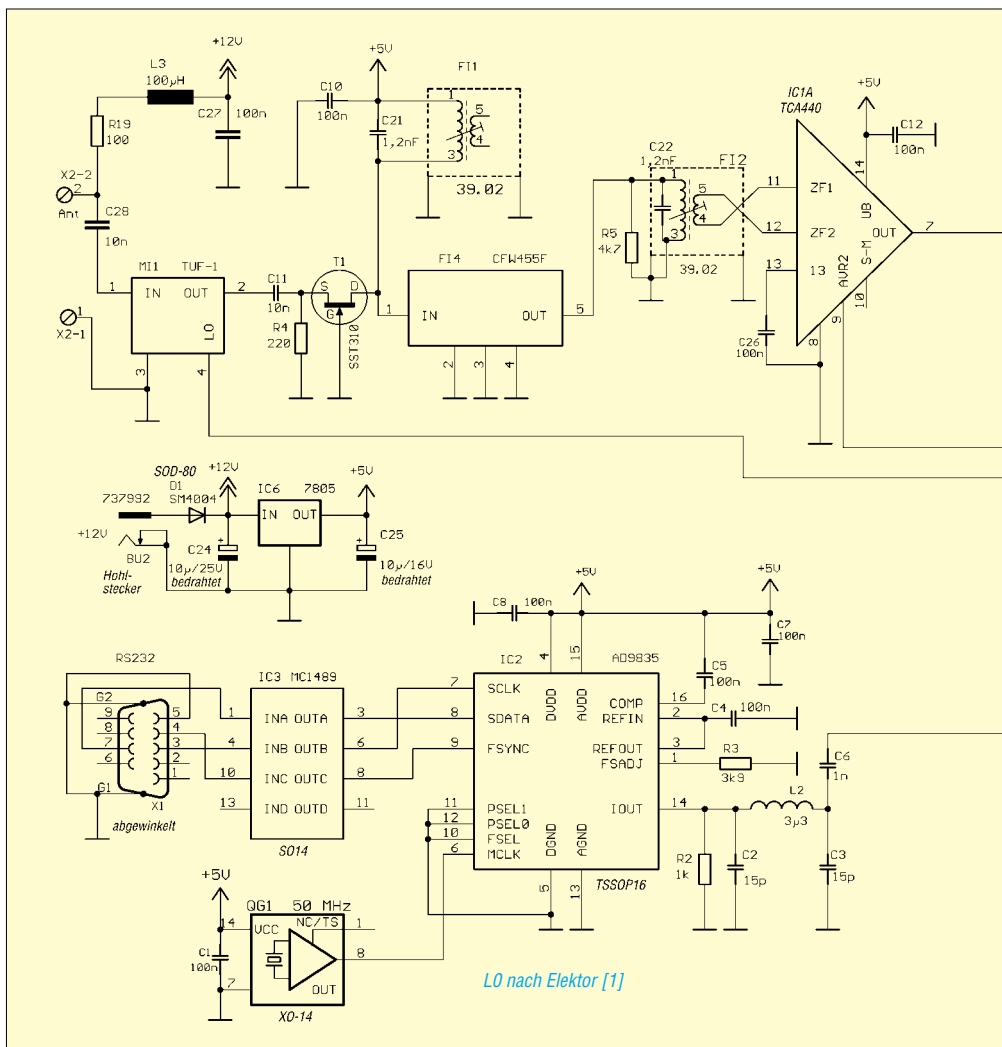 +12V
L3
100µH
C27
100n
R19
100
X2-2
2
Ant
C28
10n
+5V
C10
100n
C21
1,2nF
FI1
1
5
4
3
39.02
MI1
TUF-1
1
IN
OUT
2
LO
3
4
1
X2-1
C11
10n
R4
220
T1
S
D
G
SST310
FI4
CFW455F
1
IN
OUT
5
2
3
4
R5
4k7
C22
1,2nF
FI2
1
5
4
3
39.02
IC1A
TCA440
+5V
C12
100n
14
11
ZF1
UB
12
ZF2
OUT
7
13
13
S-M
AVR2
10
9
8
C26
100n
SOD-80
D1
SM4004
737992
+12V
BU2
Hohl-
stecker
+12V
IC6
7805
IN
OUT
+5V
+
C24
10µ/25V
bedrahtet
+
C25
10µ/16V
bedrahtet
RS232
G2
9
8
7
6
5
4
3
2
1
G1
X1
abgewinkelt
IC3 MC1489
1
INA OUTA
3
4
INB OUTB
6
10
INC OUTC
8
13
IND OUTD
11
SO14
+5V
+5V
C8
100n
C7
100n
C5
100n
IC2
AD9835
4
15
DVDD
AVDD
7
SCLK
8
SDATA
9
FSYNC
COMP
16
REFIN
2
C4
100n
REFOUT
3
FSADJ
1
R3
3k9
C6
1n
IOUT
14
L2
3µ3
11
PSEL1
12
PSEL0
10
FSEL
6
MCLK
DGND
AGND
5
13
TSSOP16
R2
1k
C2
15p
C3
15p
+5V
QG1 50 MHz
14
VCC
NC/TS
1
C1
100n
8
7
OUT
XO-14
LO nach Elektor [1]